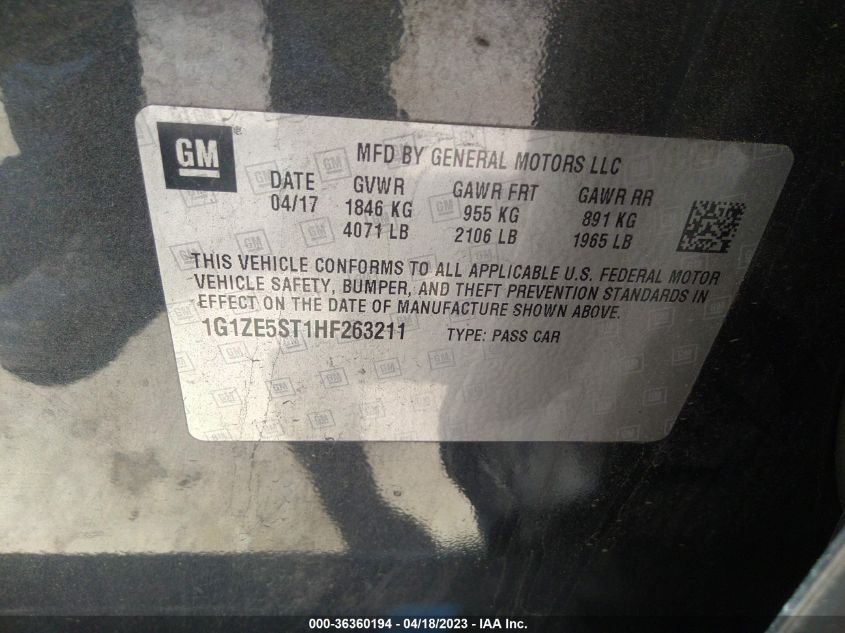 GM ®
MFD BY GENERAL MOTORS LLC
DATE GVWR GAWR FRT GAWR RR
04/17 1846 KG 955 KG 891 KG
4071 LB 2106 LB 1965 LB
THIS VEHICLE CONFORMS TO ALL APPLICABLE U.S. FEDERAL MOTOR
VEHICLE SAFETY, BUMPER, AND THEFT PREVENTION STANDARDS IN
EFFECT ON THE DATE OF MANUFACTURE SHOWN ABOVE.
1G1ZE5ST1HF263211 TYPE: PASS CAR
000-36360194 - 04/18/2023 - IAA Inc.